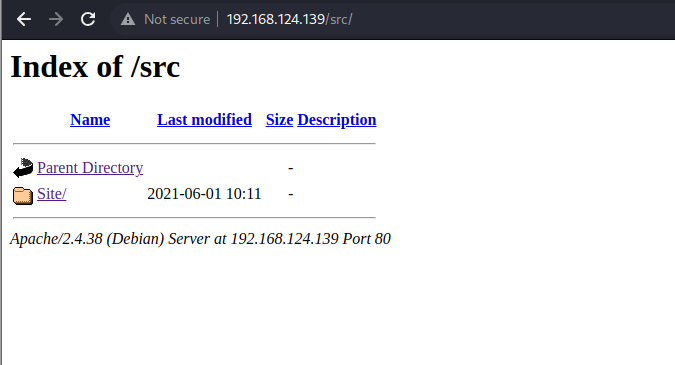 Not secure 192.168.124.139/src/
Index of /src
Name Last modified Size Description
Parent Directory -
Site/ 2021-06-01 10:11 -
Apache/2.4.38 (Debian) Server at 192.168.124.139 Port 80